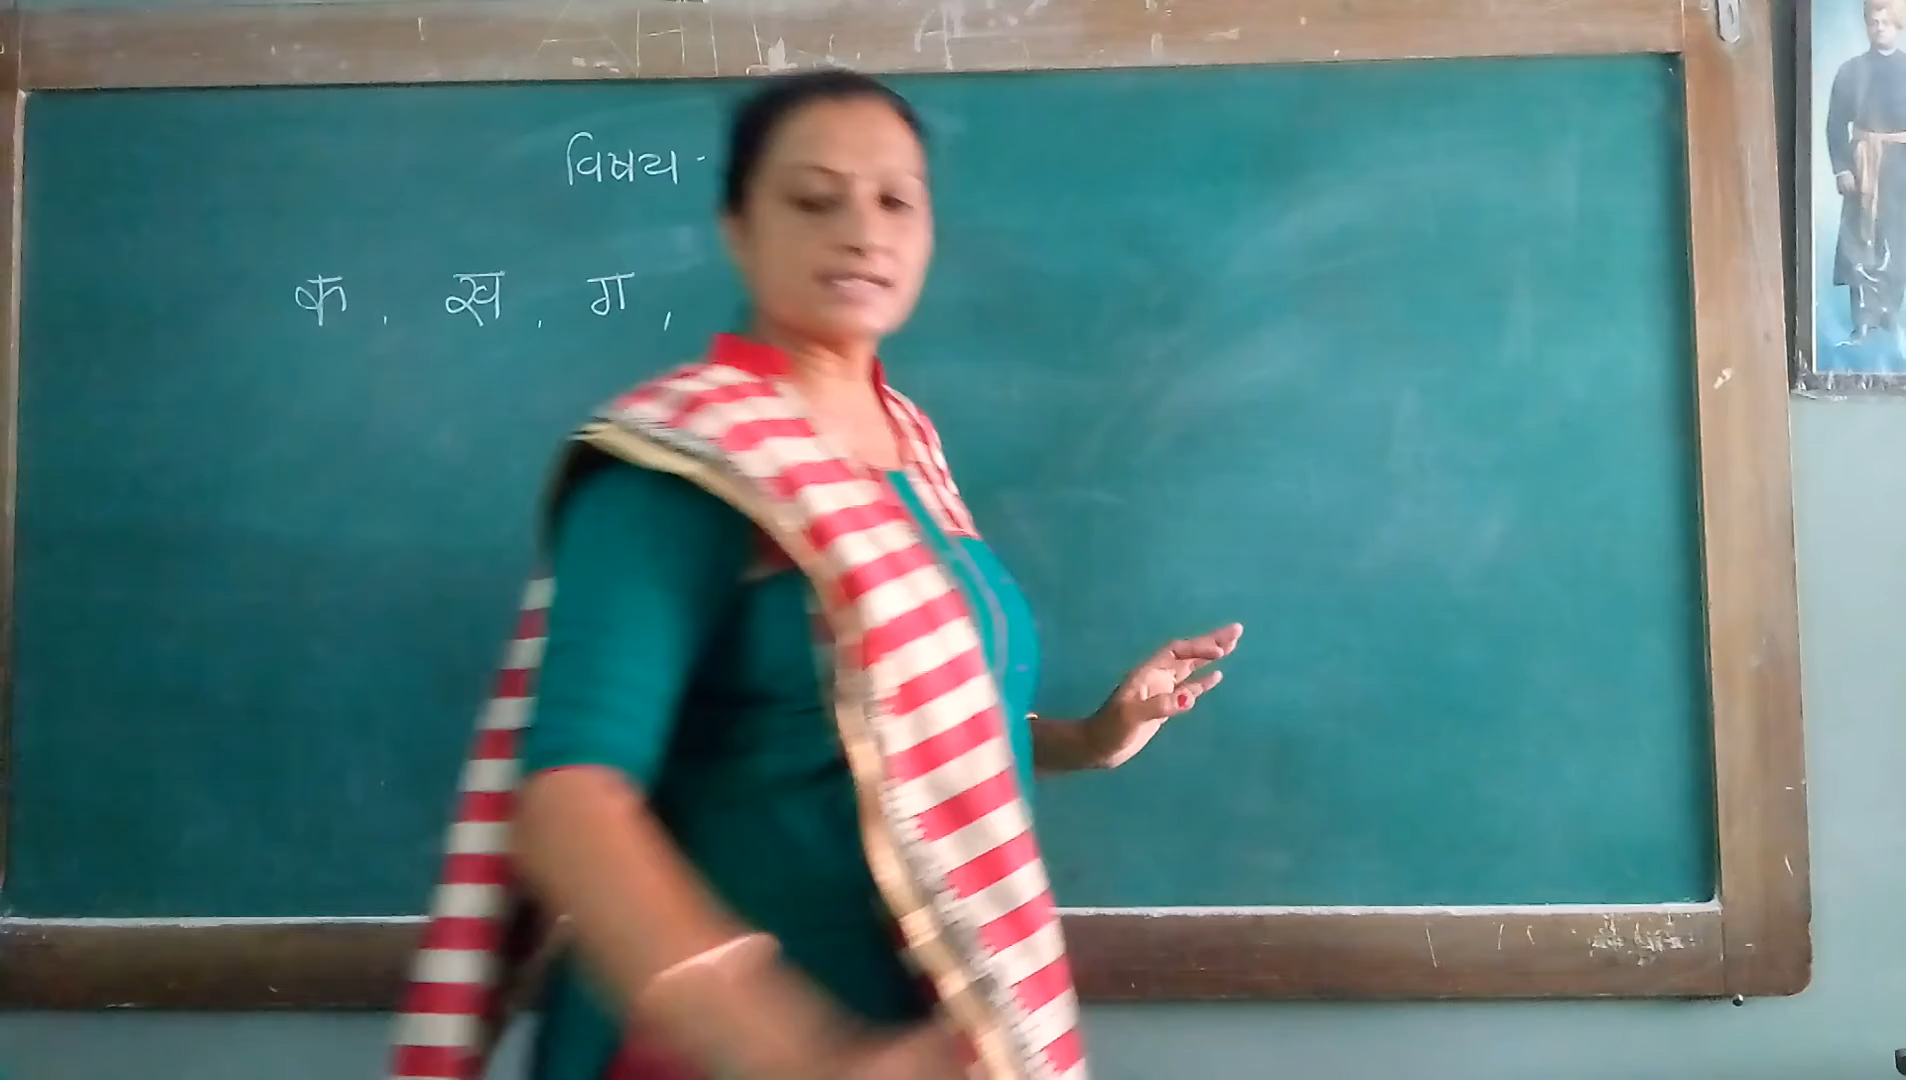 विषय -
क , ख , ग ,